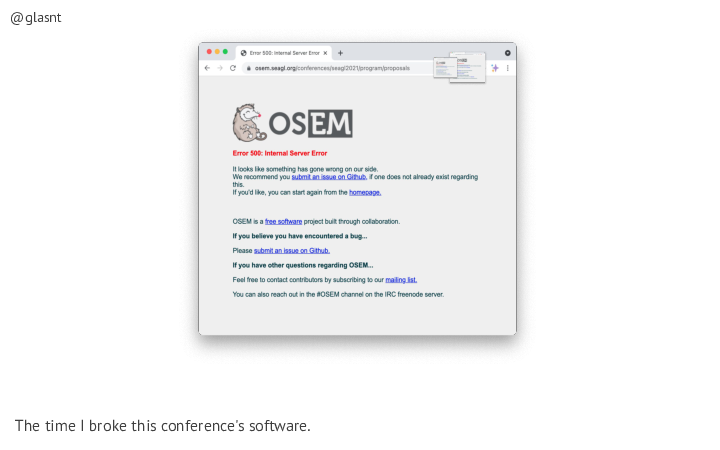 @glasnt
Error 500: Internal Server Error
osem.seagl.org/conferences/seagl2021/program/proposals
OSEM
Error 500: Internal Server Error
It looks like something has gone wrong on our side.
We recommend you submit an issue on Github, if one does not already exist regarding
this.
If you'd like, you can start again from the homepage.
OSEM is a free software project built through collaboration.
If you believe you have encountered a bug...
Please submit an issue on Github.
If you have other questions regarding OSEM...
Feel free to contact contributors by subscribing to our mailing list.
You can also reach out in the #OSEM channel on the IRC freenode server.
The time I broke this conference's software.